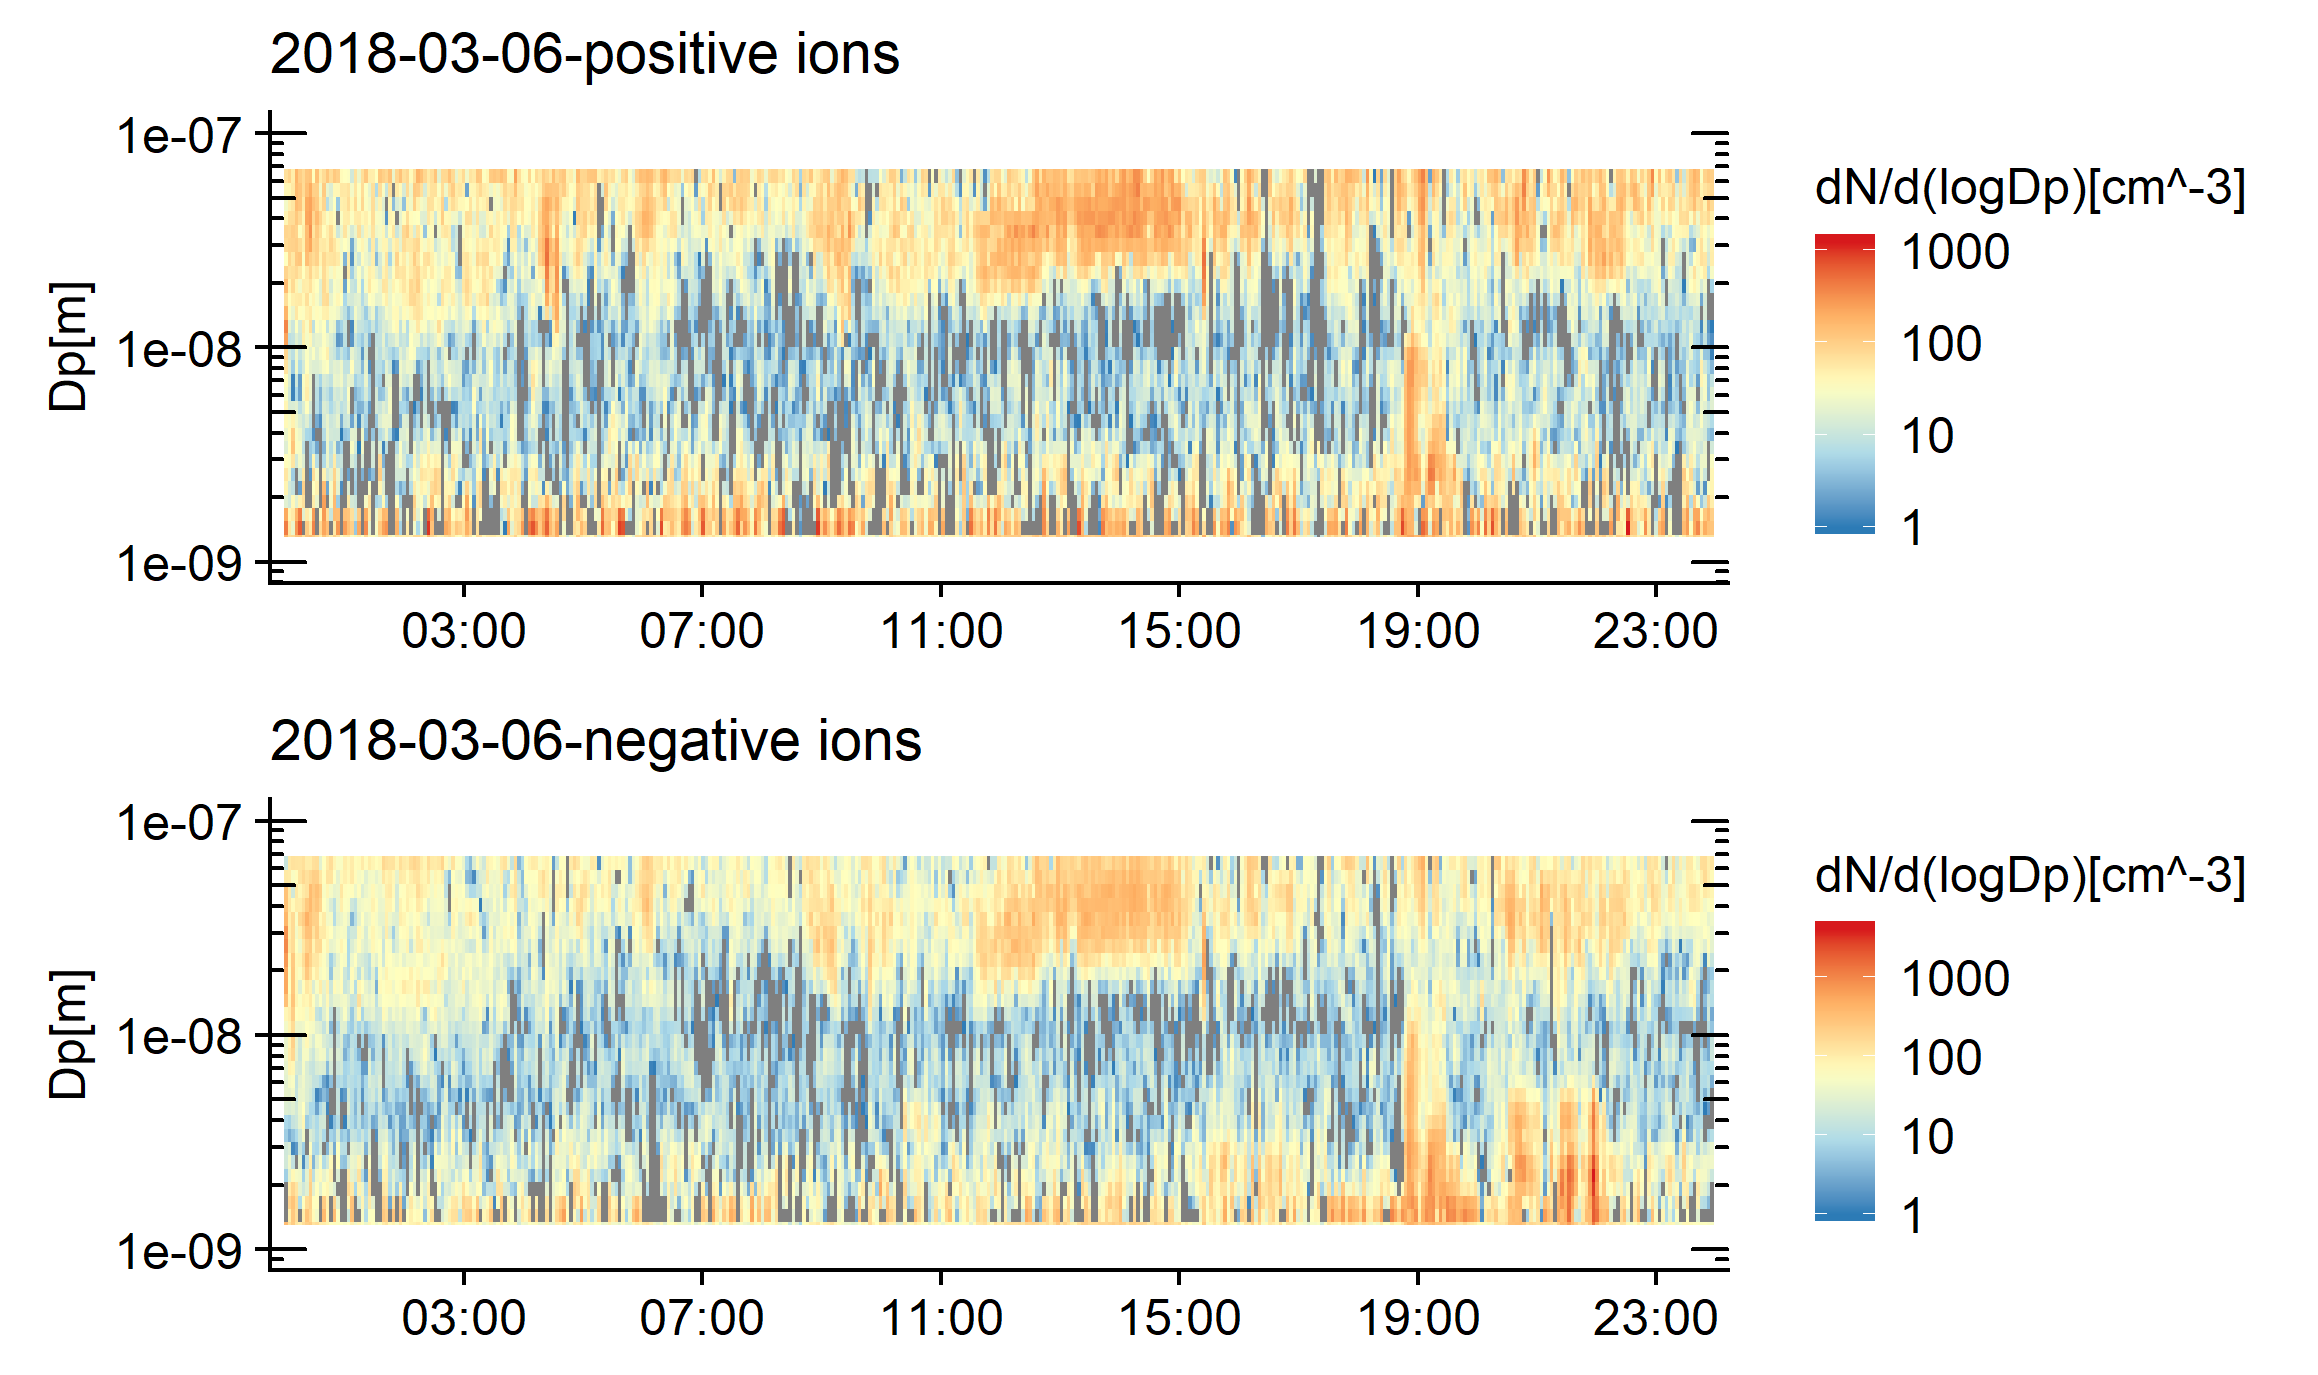 2018-03-06-positive ions
1e-07
1e-08
1e-09
Dp[m]
03:00 07:00 11:00 15:00 19:00 23:00
dN/d(logDp)[cm^-3]
1000
100
10
1
2018-03-06-negative ions
1e-07
1e-08
1e-09
Dp[m]
03:00 07:00 11:00 15:00 19:00 23:00
dN/d(logDp)[cm^-3]
1000
100
10
1